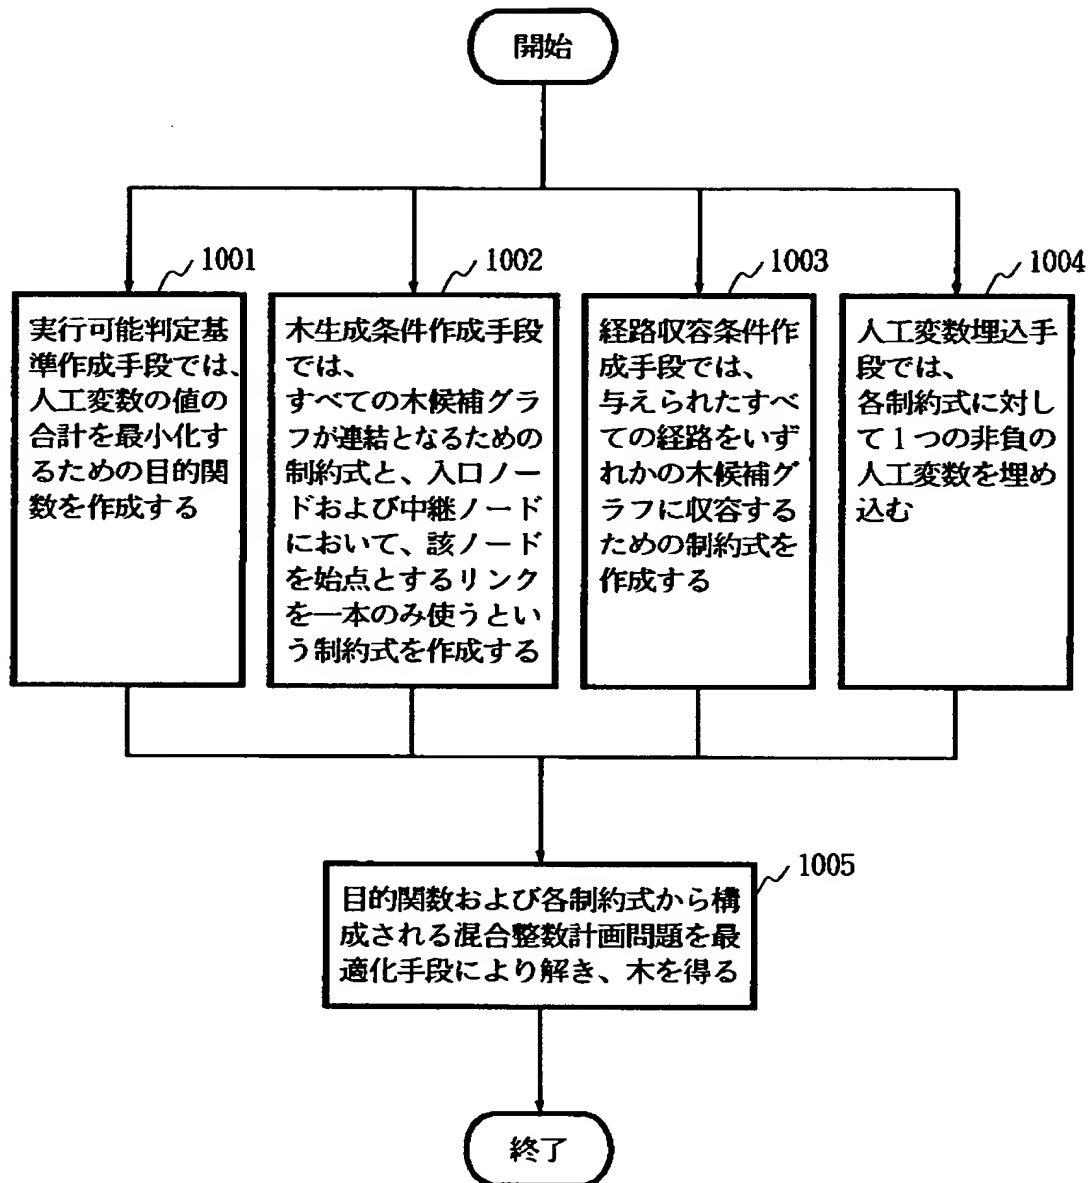 開始
1001
実行可能判定基
準作成手段では、
人工変数の値の
合計を最小化す
るための目的関
数を作成する
1002
木生成条件作成手段
では、
すべての木候補グラ
フが連結となるための
制約式と、入口ノー
ドおよび中継ノード
において、該ノード
を始点とするリンク
を一本のみ使うとい
う制約式を作成する
1003
経路収容条件作
成手段では、
与えられたすべ
ての経路をいず
れかの木候補グ
ラフに収容する
ための制約式を
作成する
1004
人工変数埋込手
段では、
各制約式に対し
て1つの非負の
人工変数を埋め
込む
1005
目的関数および各制約式から構
成される混合整数計画問題を最
適化手段により解き、木を得る
終了